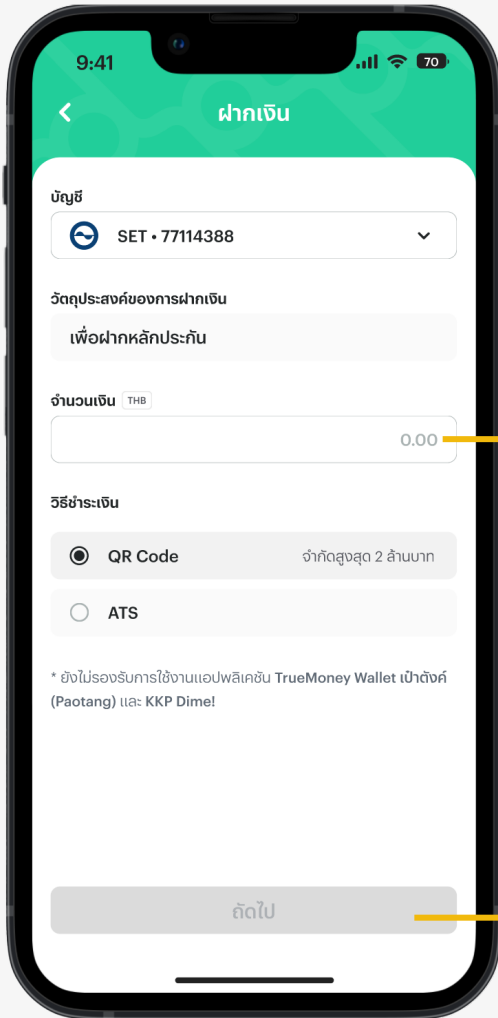 9:41
70
ฝากเงิน
บัญชี
SET • 77114388
วัตถุประสงค์ของการฝากเงิน
เพื่อฝากหลักประกัน
จำนวนเงิน THB
0.00
วิธีชำระเงิน
QR Code จำกัดสูงสุด 2 ล้านบาท
ATS
* ยังไม่รองรับการใช้งานแอปพลิเคชัน TrueMoney Wallet เป๋าตังค์
(Paotang) และ KKP Dime!
ถัดไป